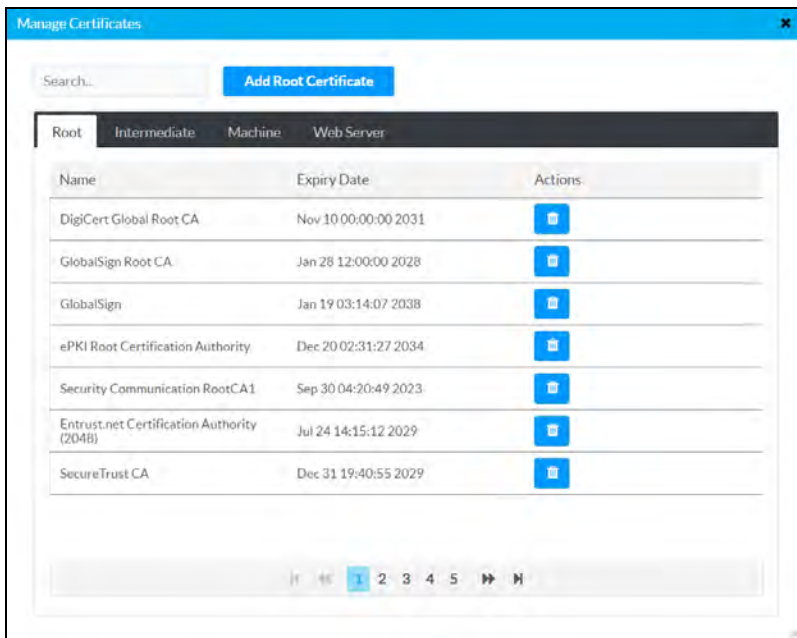 Manage Certificates
Search...
Add Root Certificate
Root Intermediate Machine Web Server
Name Expiry Date Actions
DigiCert Global Root CA Nov 10 00:00:00 2031
GlobalSign Root CA Jan 28 12:00:00 2028
GlobalSign Jan 19 03:14:07 2038
ePKI Root Certification Authority Dec 20 02:31:27 2034
Security Communication RootCA1 Sep 30 04:20:49 2023
Entrust.net Certification Authority
(2048) Jul 24 14:15:12 2029
SecureTrust CA Dec 31 19:40:55 2029
1 2 3 4 5